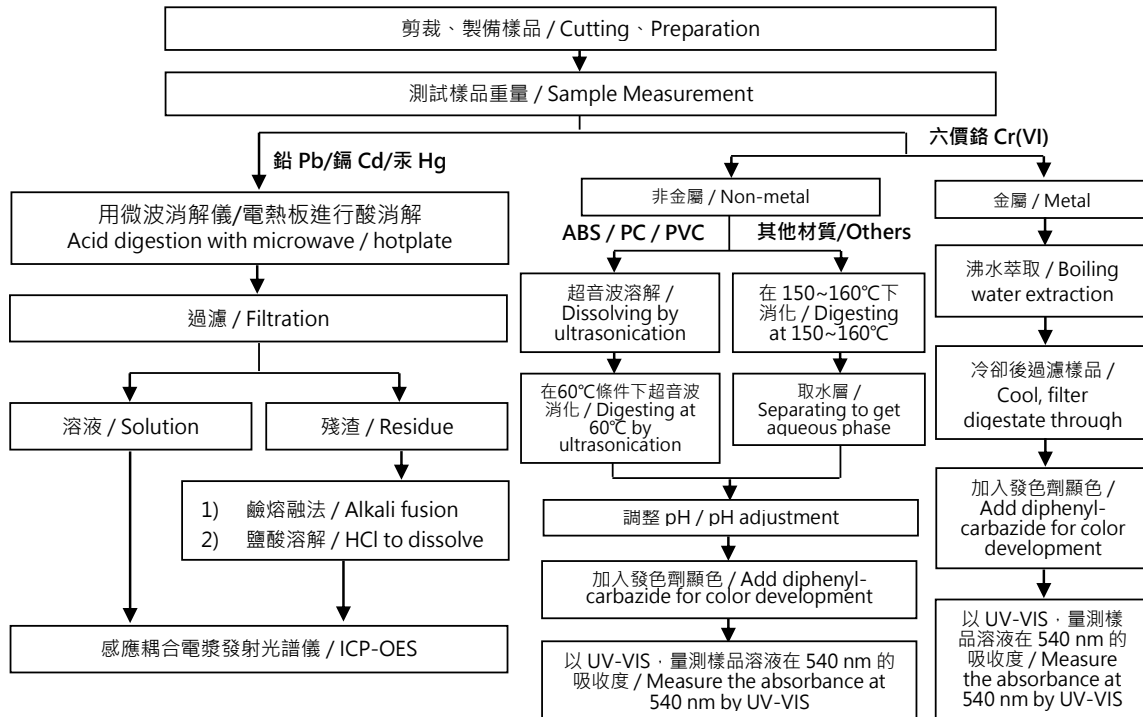 剪裁、製備樣品 / Cutting、Preparation
測試樣品重量 / Sample Measurement
鉛 Pb/鎘 Cd/汞 Hg
六價鉻 Cr(VI)
用微波消解儀/電熱板進行酸消解
Acid digestion with microwave / hotplate
過濾 / Filtration
溶液 / Solution
殘渣 / Residue
1) 鹼熔融法 / Alkali fusion
2) 鹽酸溶解 / HCl to dissolve
感應耦合電漿發射光譜儀 / ICP-OES
非金屬 / Non-metal
ABS / PC / PVC
其他材質/Others
超音波溶解 /
Dissolving by
ultrasonication
在60℃條件下超音波
消化 / Digesting at
60℃ by
ultrasonication
在 150~160℃下
消化 / Digesting
at 150~160℃
取水層 /
Separating to get
aqueous phase
調整 pH / pH adjustment
加入發色劑顯色 / Add diphenyl-
carbazide for color development
以 UV-VIS，量測樣品溶液在 540 nm 的
吸收度 / Measure the absorbance at
540 nm by UV-VIS
金屬 / Metal
沸水萃取 / Boiling
water extraction
冷卻後過濾樣品 /
Cool, filter
digestate through
加入發色劑顯色 /
Add diphenyl-
carbazide for color
development
以 UV-VIS，量測樣
品溶液在 540 nm 的
吸收度 / Measure
the absorbance at
540 nm by UV-VIS